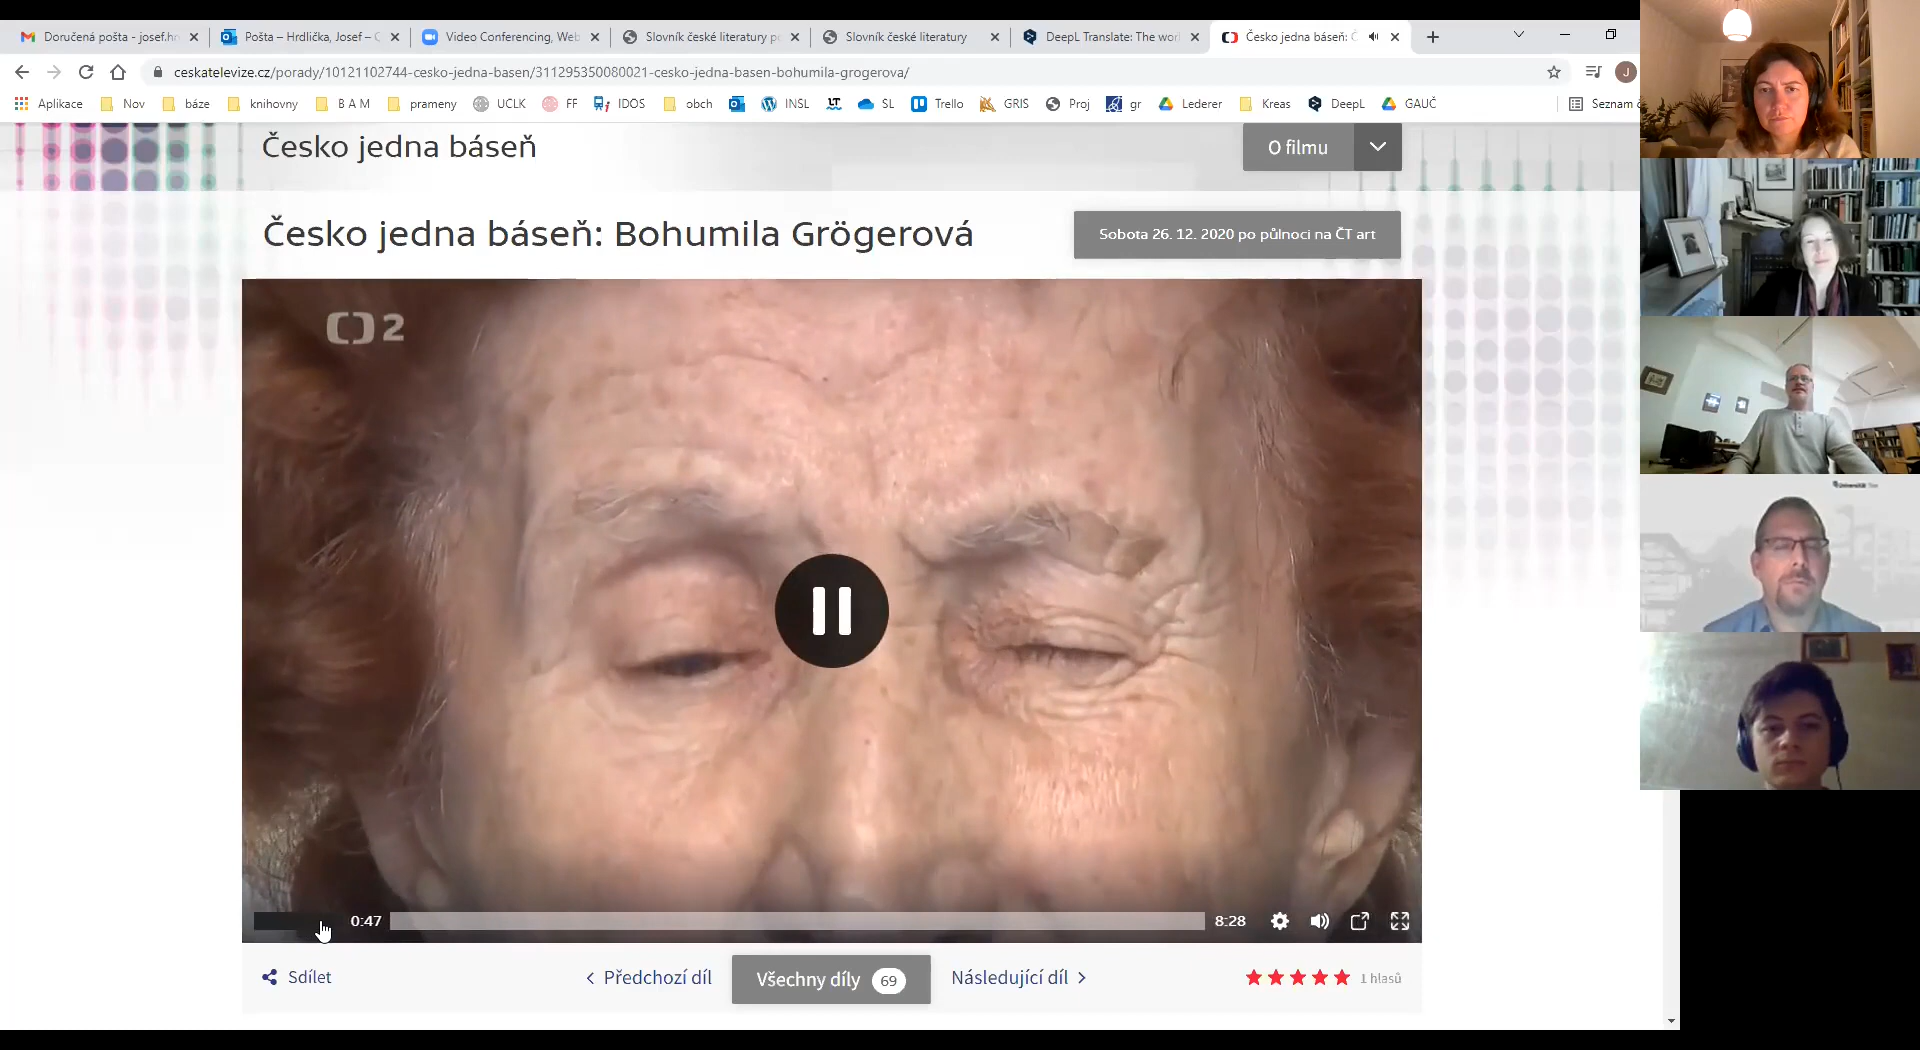 Doručená pošta - josef.hr
Pošta – Hrdlička, Josef –
Video Conferencing, Web
Slovník české literatury po
Slovník české literatury
DeepL Translate: The wor
Česko jedna báseň:
ceskatelevize.cz/porady/10121102744-cesko-jedna-basen/311295350080021-cesko-jedna-basen-bohumila-grogerova/
J
Aplikace
Nov
báze
knihovny
B A M
prameny
UCLK
FF
IDOS
obch
INSL
LT
SL
Trello
GRIS
Proj
gr
Lederer
Kreas
DeepL
GAUČ
Seznam
Česko jedna báseň
O filmu
Česko jedna báseň: Bohumila Grögerová
Sobota 26. 12. 2020 po půlnoci na ČT art
2
0:47
8:28
Sdílet
Předchozí díl
Všechny díly 69
Následující díl
1 hlasů